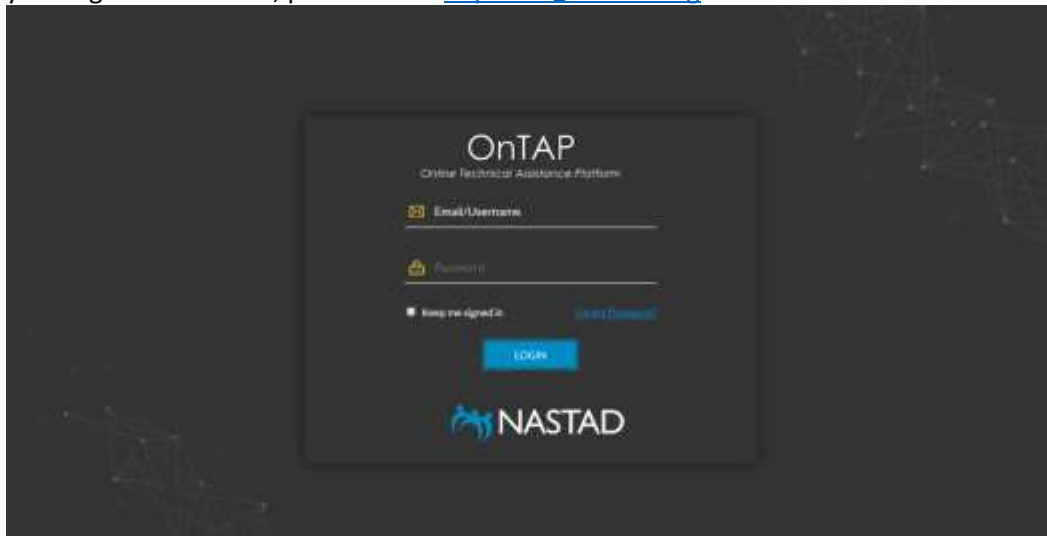 OnTAP
Online Technical Assistance Platform
Email/Username
Password
Keep me signed in
Forgot Password?
LOGIN
NASTAD